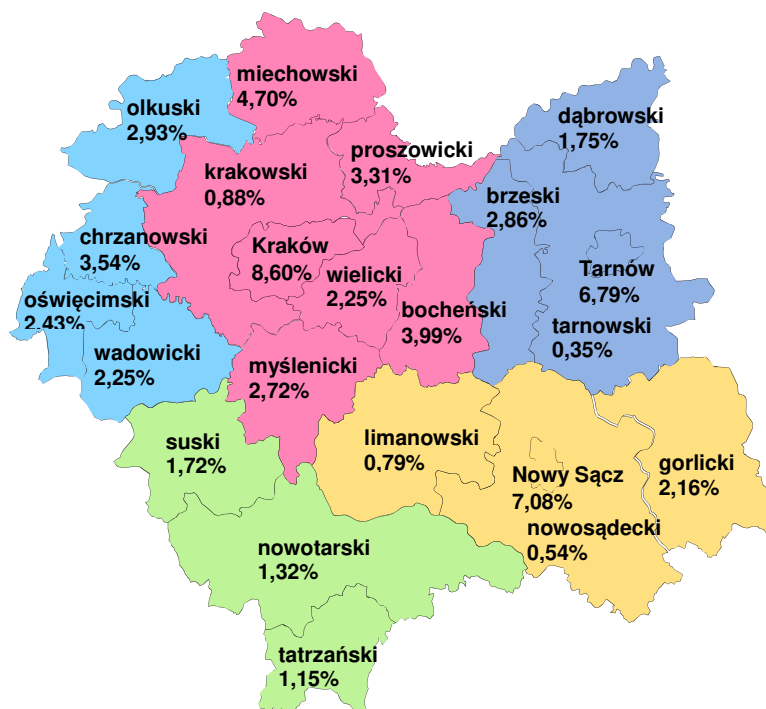 miechowski
4,70%
olkuski
2,93%
dąbrowski
1,75%
proszowicki
3,31%
krakowski
0,88%
brzeski
2,86%
chrzanowski
3,54%
Kraków
8,60%
wielicki
2,25%
Tarnów
6,79%
oświęcimski
2,43%
bocheński
3,99%
tarnowski
0,35%
wadowicki
2,25%
myślenicki
2,72%
suski
1,72%
limanowski
0,79%
Nowy Sącz
7,08%
gorlicki
2,16%
nowosądecki
0,54%
nowotarski
1,32%
tatrzański
1,15%